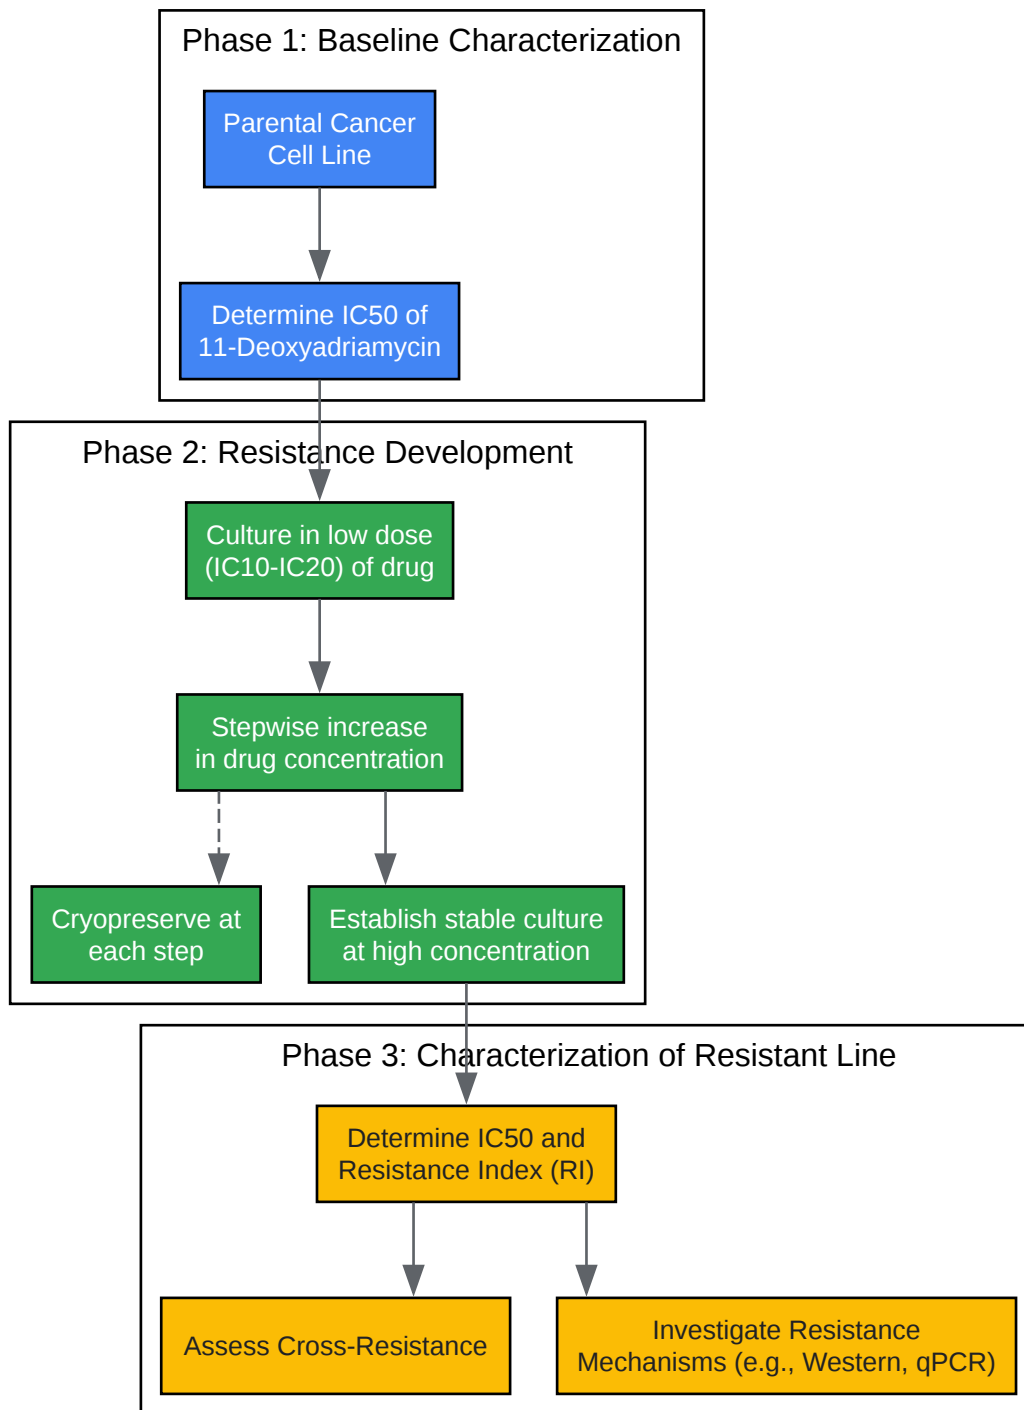 Phase 1: Baseline Characterization
Parental Cancer
Cell Line
Determine IC50 of
11-Deoxyadriamycin
Phase 2: Resistance Development
Culture in low dose
(IC10-IC20) of drug
Stepwise increase
in drug concentration
Cryopreserve at
each step
Establish stable culture
at high concentration
Phase 3: Characterization of Resistant Line
Determine IC50 and
Resistance Index (RI)
Assess Cross-Resistance
Investigate Resistance
Mechanisms (e.g., Western, qPCR)